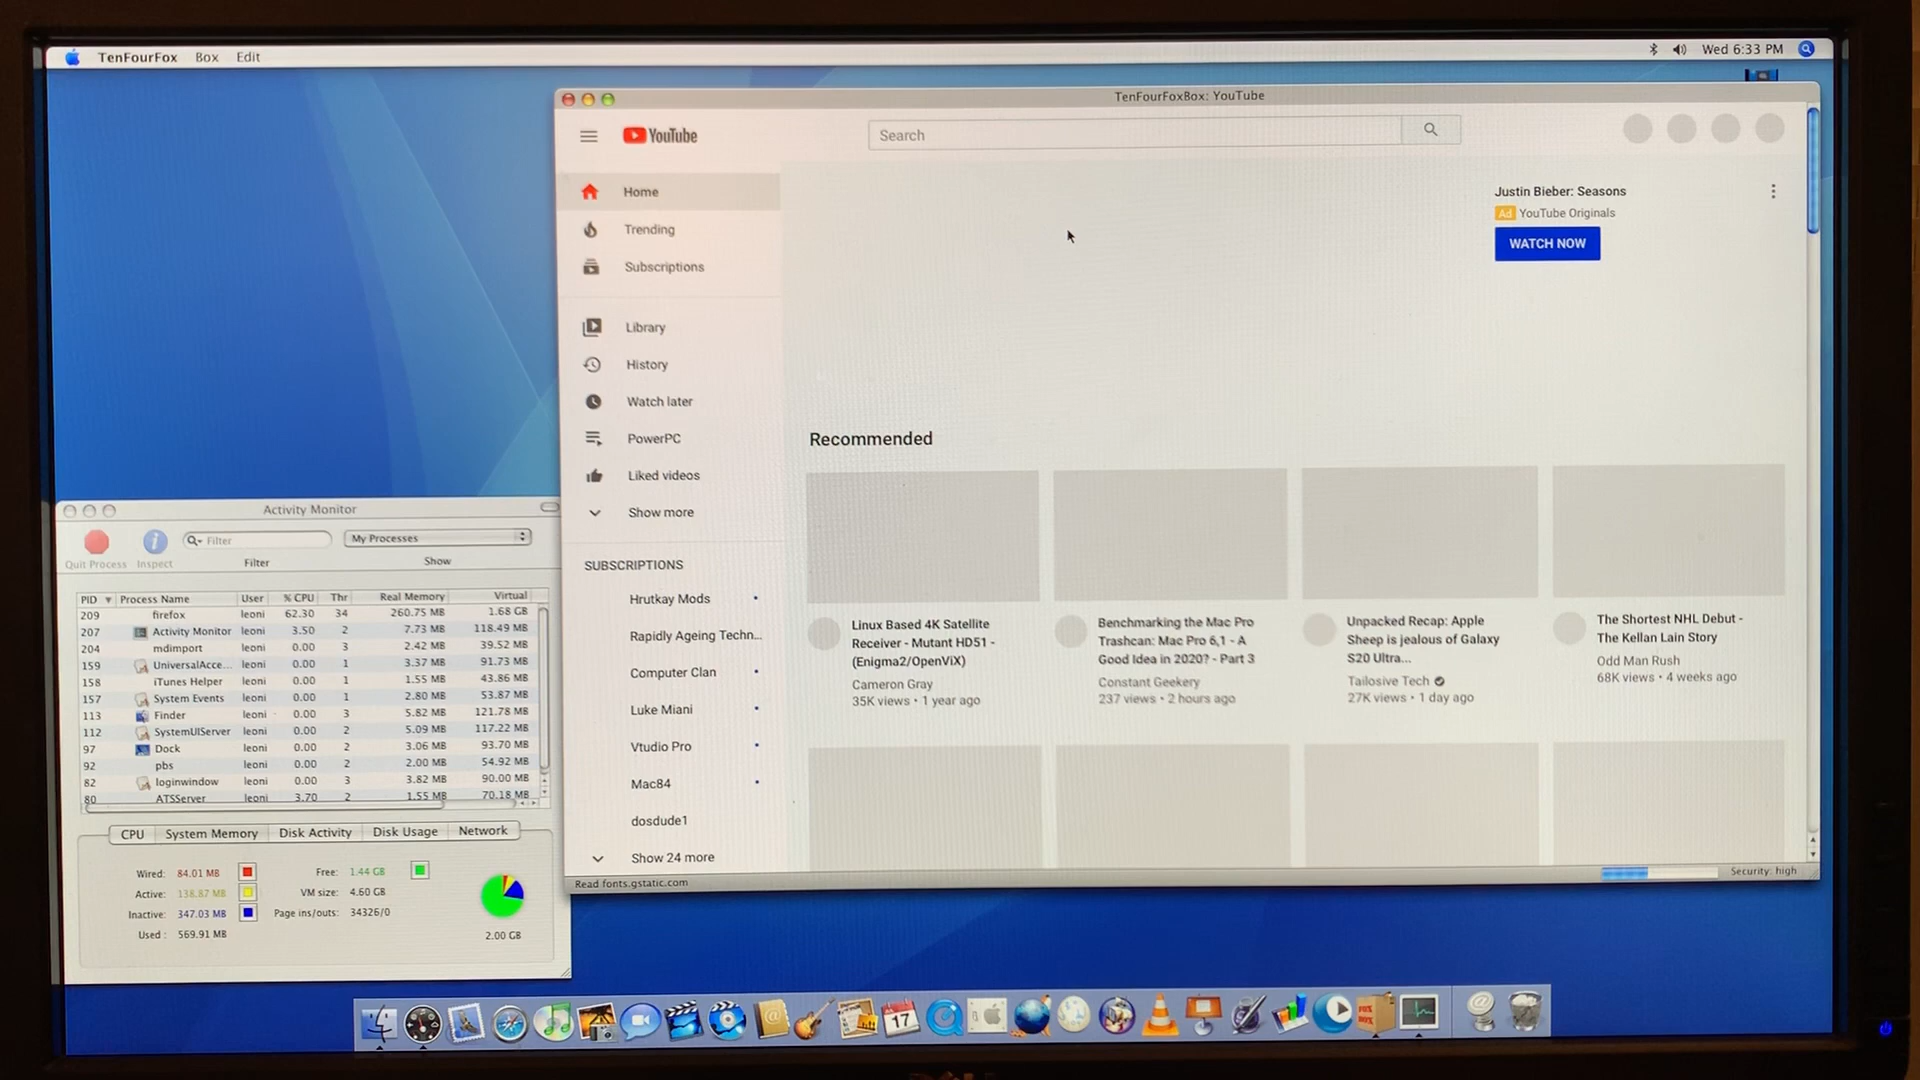 TenFourFox Box Edit
Wed 6:33 PM
TenFourFoxBox: YouTube
YouTube
Search
Home
Trending
Subscriptions
Library
History
Watch later
PowerPC
Liked videos
Show more
SUBSCRIPTIONS
Hrutkay Mods
Rapidly Ageing Techn...
Computer Clan
Luke Miani
Vtudio Pro
Mac84
dosdude1
Show 24 more
Justin Bieber: Seasons
Ad YouTube Originals
WATCH NOW
Recommended
Linux Based 4K Satellite
Receiver - Mutant HD51 -
(Enigma2/OpenViX)
Cameron Gray
35K views • 1 year ago
Benchmarking the Mac Pro
Trashcan: Mac Pro 6,1 - A
Good Idea in 2020? - Part 3
Constant Geekery
237 views • 2 hours ago
Unpacked Recap: Apple
Sheep is jealous of Galaxy
S20 Ultra...
Tailosive Tech
27K views • 1 day ago
The Shortest NHL Debut -
The Kellan Lain Story
Odd Man Rush
68K views • 4 weeks ago
Read fonts.gstatic.com
Security: high
Activity Monitor
Filter
My Processes
Quit Process Inspect Filter Show
PID Process Name User % CPU Thr Real Memory Virtual
209 firefox leoni 62.30 34 260.75 MB 1.68 GB
207 Activity Monitor leoni 3.50 2 7.73 MB 118.49 MB
204 mdimport leoni 0.00 3 2.42 MB 39.52 MB
159 UniversalAcce... leoni 0.00 1 3.37 MB 91.73 MB
158 iTunes Helper leoni 0.00 1 1.55 MB 43.86 MB
157 System Events leoni 0.00 1 2.80 MB 53.87 MB
113 Finder leoni 0.00 3 5.82 MB 121.78 MB
112 SystemUIServer leoni 0.00 2 5.09 MB 117.22 MB
97 Dock leoni 0.00 2 3.06 MB 93.70 MB
92 pbs leoni 0.00 2 2.00 MB 54.92 MB
82 loginwindow leoni 0.00 3 3.82 MB 90.00 MB
80 ATSServer leoni 3.70 2 1.55 MB 70.18 MB
CPU System Memory Disk Activity Disk Usage Network
Wired: 84.01 MB Free: 1.44 GB
Active: 138.87 MB VM size: 4.60 GB
Inactive: 347.03 MB Page ins/outs: 34326/0
Used: 569.91 MB
2.00 GB
17
FOX
BOX